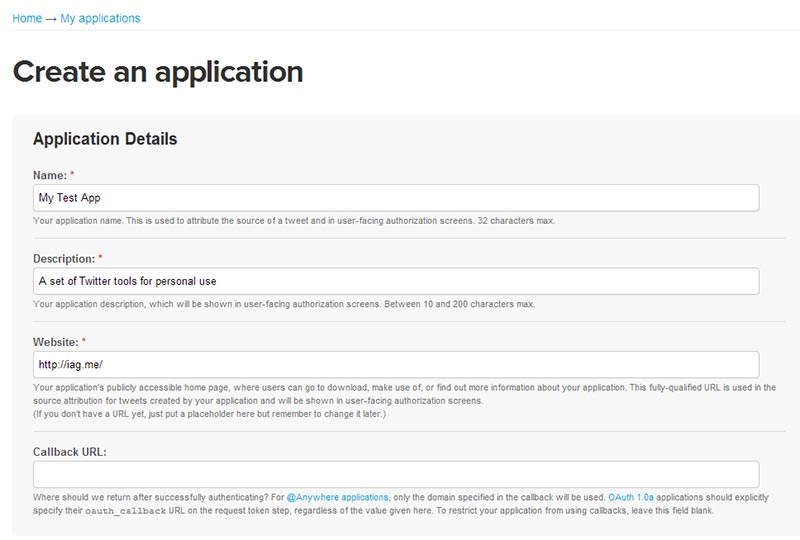 Home → My applications
Create an application
Application Details
Name: *
My Test App
Your application name. This is used to attribute the source of a tweet and in user-facing authorization screens. 32 characters max.
Description: *
A set of Twitter tools for personal use
Your application description, which will be shown in user-facing authorization screens. Between 10 and 200 characters max.
Website: *
http://iag.me/
Your application's publicly accessible home page, where users can go to download, make use of, or find out more information about your application. This fully-qualified URL is used in the
source attribution for tweets created by your application and will be shown in user-facing authorization screens.
(If you don't have a URL yet, just put a placeholder here but remember to change it later.)
Callback URL:
Where should we return after successfully authenticating? For @Anywhere applications, only the domain specified in the callback will be used. OAuth 1.0a applications should explicitly
specify their oauth_callback URL on the request token step, regardless of the value given here. To restrict your application from using callbacks, leave this field blank.